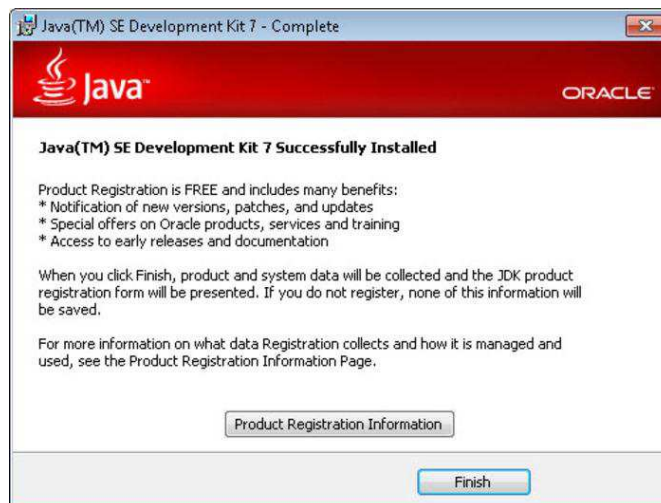 Java(TM) SE Development Kit 7 - Complete
Java™
ORACLE
Java(TM) SE Development Kit 7 Successfully Installed
Product Registration is FREE and includes many benefits:
* Notification of new versions, patches, and updates
* Special offers on Oracle products, services and training
* Access to early releases and documentation
When you click Finish, product and system data will be collected and the JDK product
registration form will be presented. If you do not register, none of this information will
be saved.
For more information on what data Registration collects and how it is managed and
used, see the Product Registration Information Page.
Product Registration Information
Finish